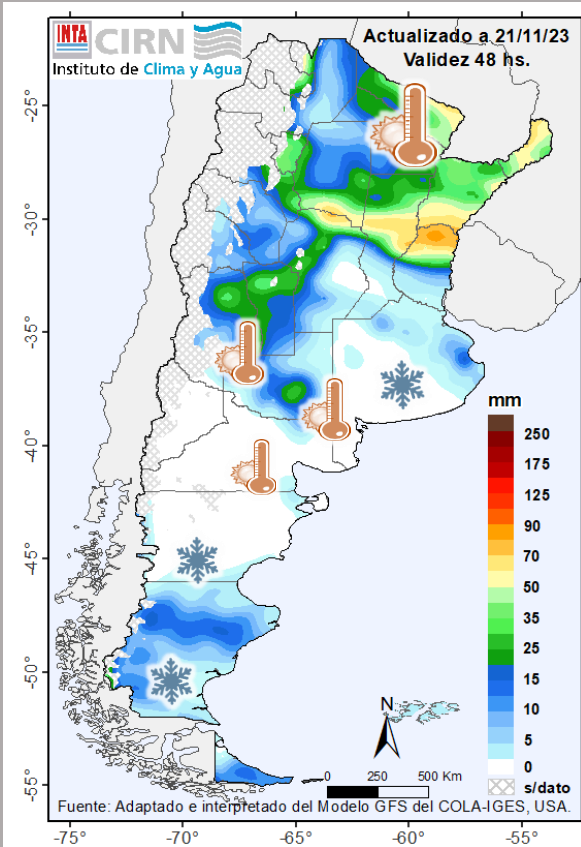 INTA CIRN
Instituto de Clima y Agua
Actualizado a 21/11/23
Validez 48 hs.
-25°
-30°
-35°
-40°
-45°
-50°
-55°
mm
250
175
125
90
70
50
35
25
15
10
5
0
s/dato
N
0 250 500 Km
Fuente: Adaptado e interpretado del Modelo GFS del COLA-IGES, USA.
-75° -70° -65° -60° -55°